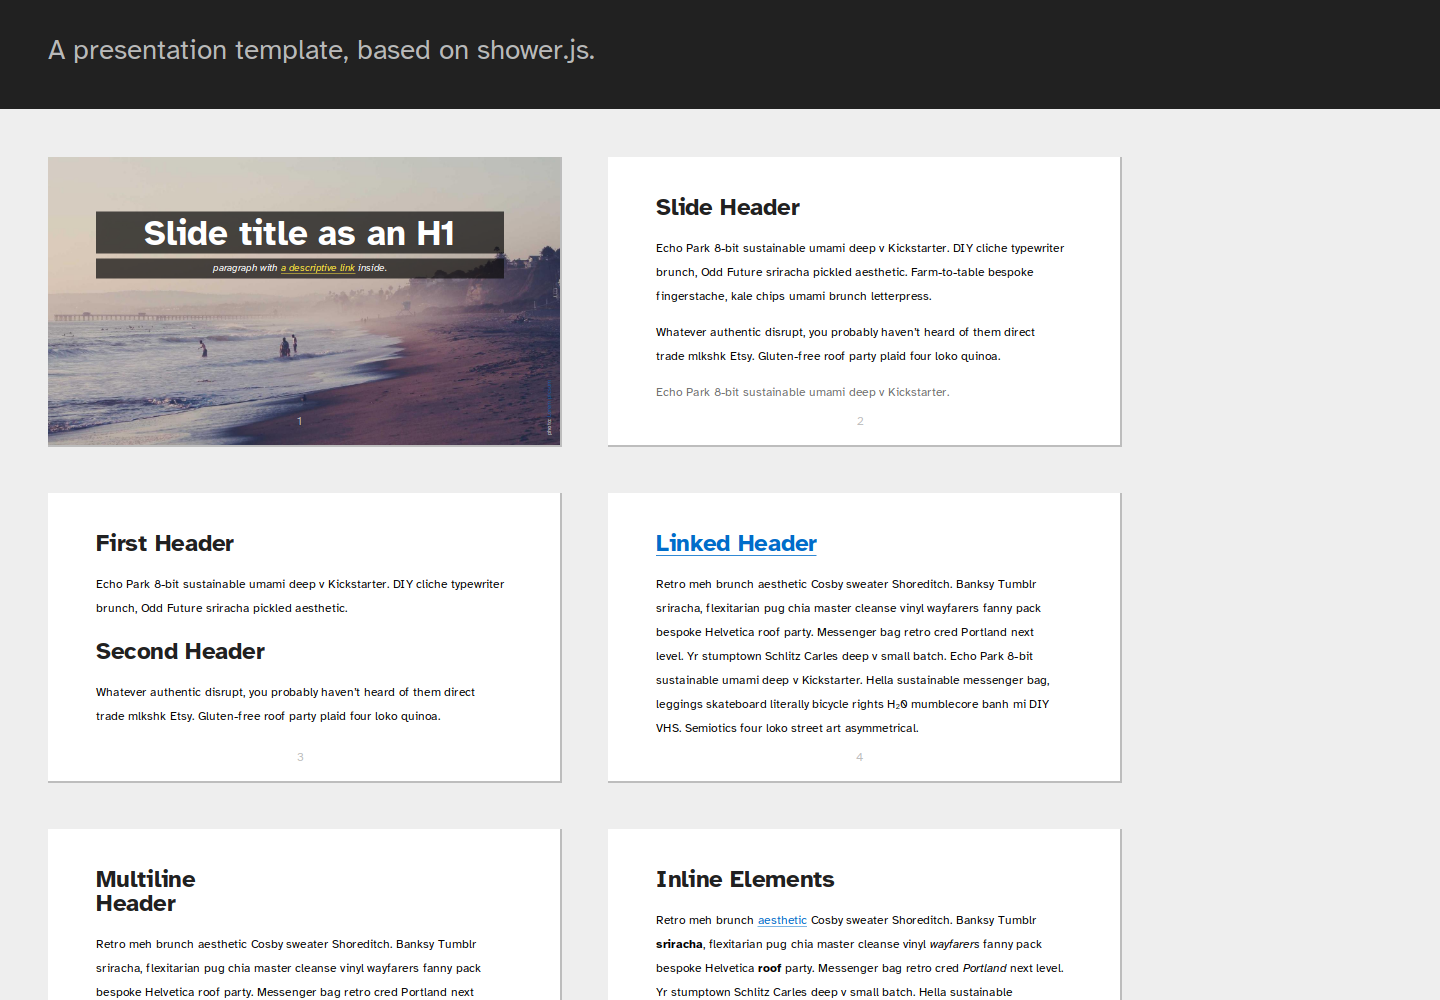 A presentation template, based on shower.js.
Slide title as an H1
paragraph with a descriptive link inside.
1
Slide Header
Echo Park 8-bit sustainable umami deep v Kickstarter. DIY cliche typewriter
brunch, Odd Future sriracha pickled aesthetic. Farm-to-table bespoke
fingerstache, kale chips umami brunch letterpress.
Whatever authentic disrupt, you probably haven't heard of them direct
trade mlkshk Etsy. Gluten-free roof party plaid four loko quinoa.
Echo Park 8-bit sustainable umami deep v Kickstarter.
2
First Header
Echo Park 8-bit sustainable umami deep v Kickstarter. DIY cliche typewriter
brunch, Odd Future sriracha pickled aesthetic.
Second Header
Whatever authentic disrupt, you probably haven't heard of them direct
trade mlkshk Etsy. Gluten-free roof party plaid four loko quinoa.
3
Linked Header
Retro meh brunch aesthetic Cosby sweater Shoreditch. Banksy Tumblr
sriracha, flexitarian pug chia master cleanse vinyl wayfarers fanny pack
bespoke Helvetica roof party. Messenger bag retro cred Portland next
level. Yr stumptown Schlitz Carles deep v small batch. Echo Park 8-bit
sustainable umami deep v Kickstarter. Hella sustainable messenger bag,
leggings skateboard literally bicycle rights H₂0 mumblecore banh mi DIY
VHS. Semiotics four loko street art asymmetrical.
4
Multiline
Header
Retro meh brunch aesthetic Cosby sweater Shoreditch. Banksy Tumblr
sriracha, flexitarian pug chia master cleanse vinyl wayfarers fanny pack
bespoke Helvetica roof party. Messenger bag retro cred Portland next
Inline Elements
Retro meh brunch aesthetic Cosby sweater Shoreditch. Banksy Tumblr
sriracha, flexitarian pug chia master cleanse vinyl wayfarers fanny pack
bespoke Helvetica roof party. Messenger bag retro cred Portland next level.
Yr stumptown Schlitz Carles deep v small batch. Hella sustainable